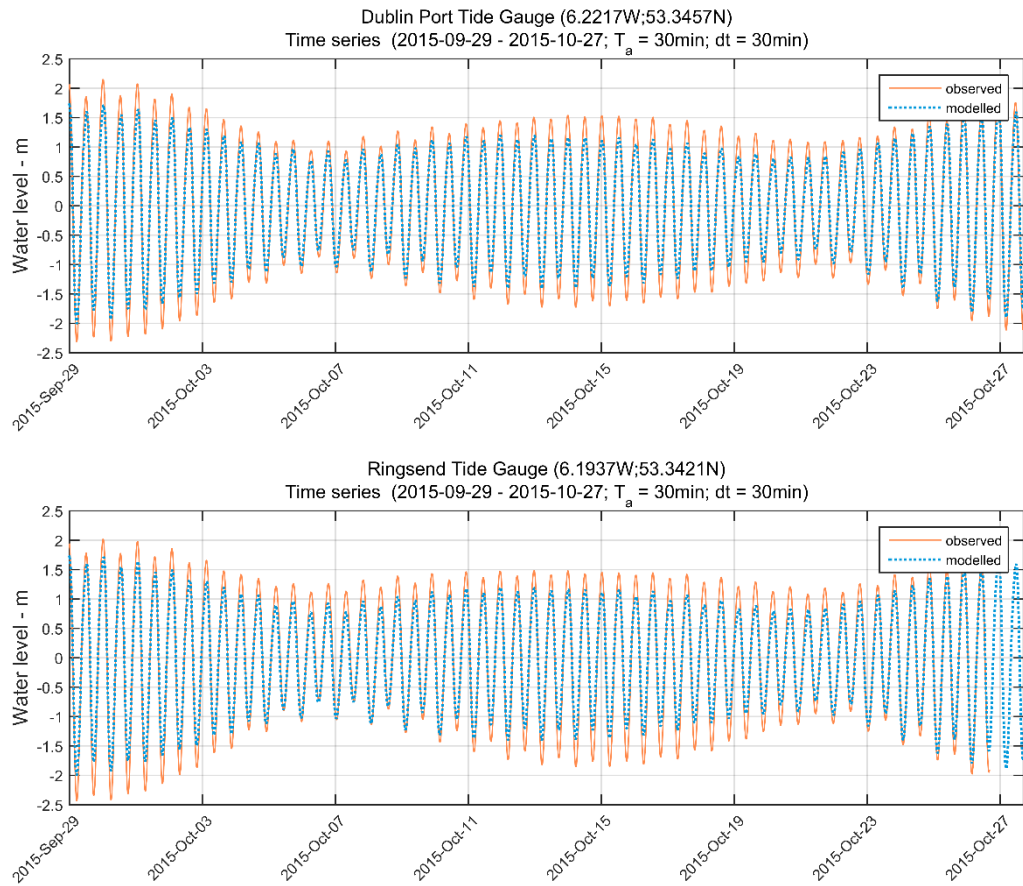 Dublin Port Tide Gauge (6.2217W;53.3457N)
Time series (2015-09-29 - 2015-10-27; Ta = 30min; dt = 30min)
Water level - m
2.5
2
1.5
1
0.5
0
-0.5
-1
-1.5
-2
-2.5
observed
modelled
2015-Sep-29
2015-Oct-03
2015-Oct-07
2015-Oct-11
2015-Oct-15
2015-Oct-19
2015-Oct-23
2015-Oct-27
Ringsend Tide Gauge (6.1937W;53.3421N)
Time series (2015-09-29 - 2015-10-27; Ta = 30min; dt = 30min)
Water level - m
2.5
2
1.5
1
0.5
0
-0.5
-1
-1.5
-2
-2.5
observed
modelled
2015-Sep-29
2015-Oct-03
2015-Oct-07
2015-Oct-11
2015-Oct-15
2015-Oct-19
2015-Oct-23
2015-Oct-27